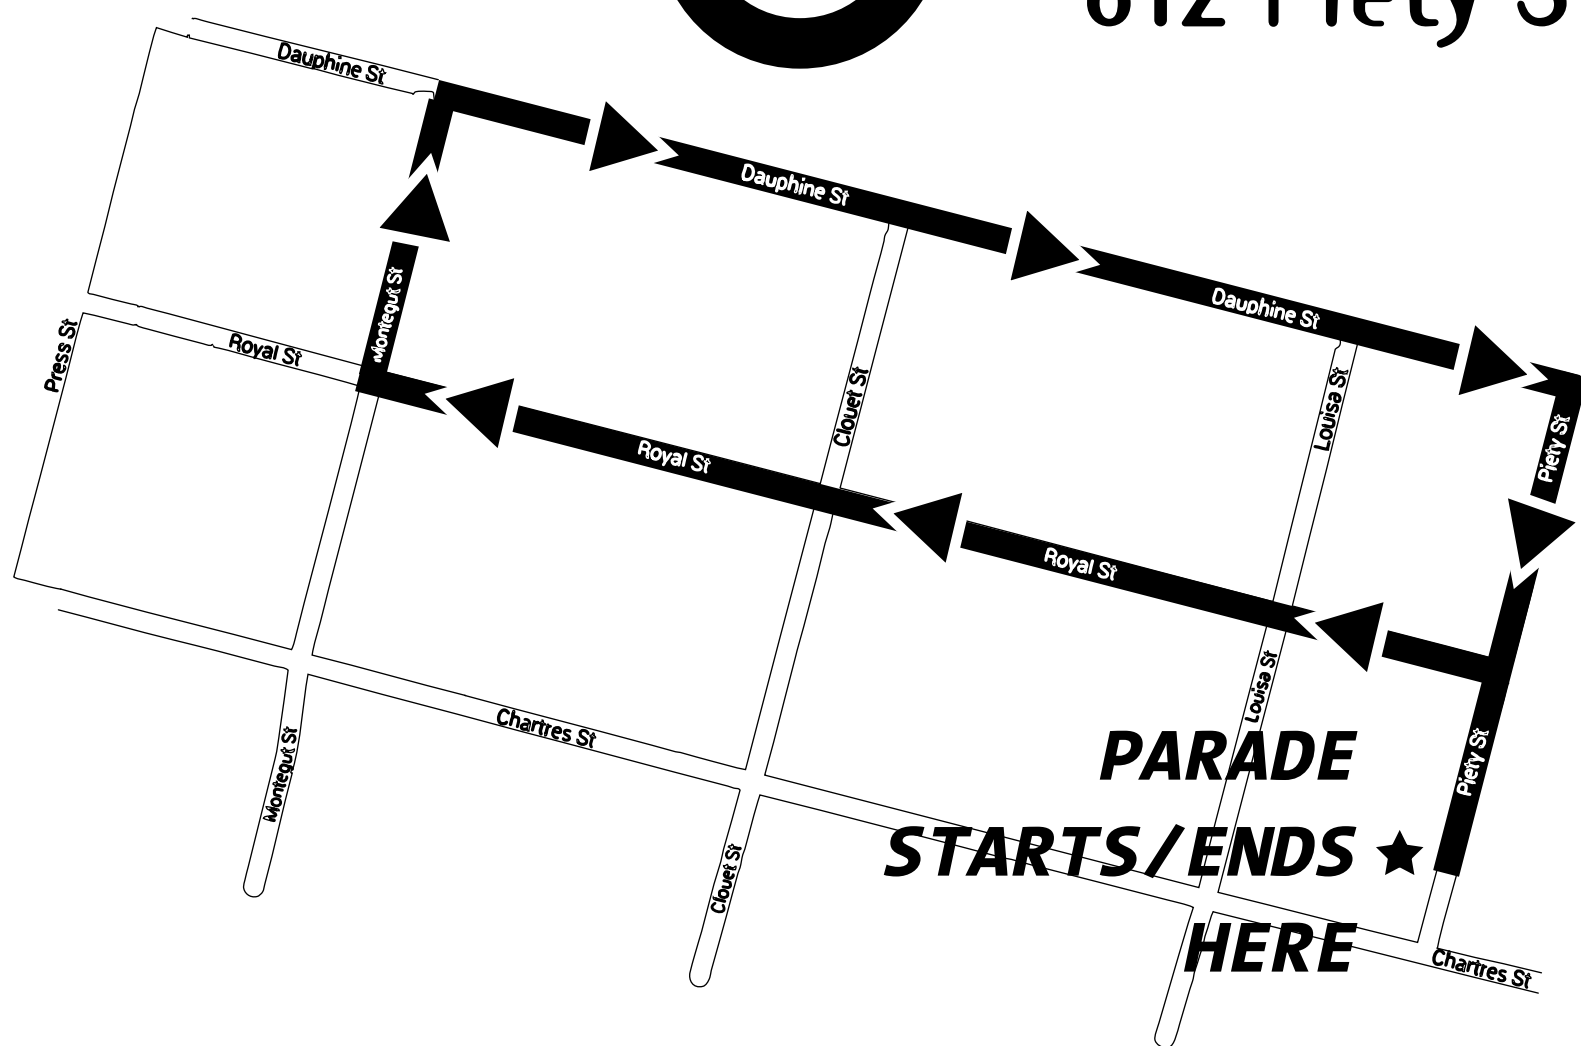 612 Piety S
Dauphine St
Dauphine St
Dauphine St
Montegut St
Royal St
Press St
Clouet St
Louisa St
Piety St
Royal St
Royal St
Louisa St
Chartres St
Montegut St
Piety St
PARADE
STARTS/ENDS
HERE
Clouet St
Chartres St